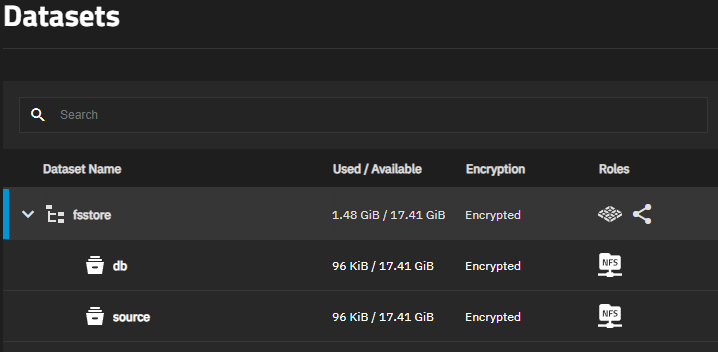 Datasets
Search
Dataset Name Used / Available Encryption Roles
fsstore 1.48 GiB / 17.41 GiB Encrypted
db 96 KiB / 17.41 GiB Encrypted NFS
source 96 KiB / 17.41 GiB Encrypted NFS